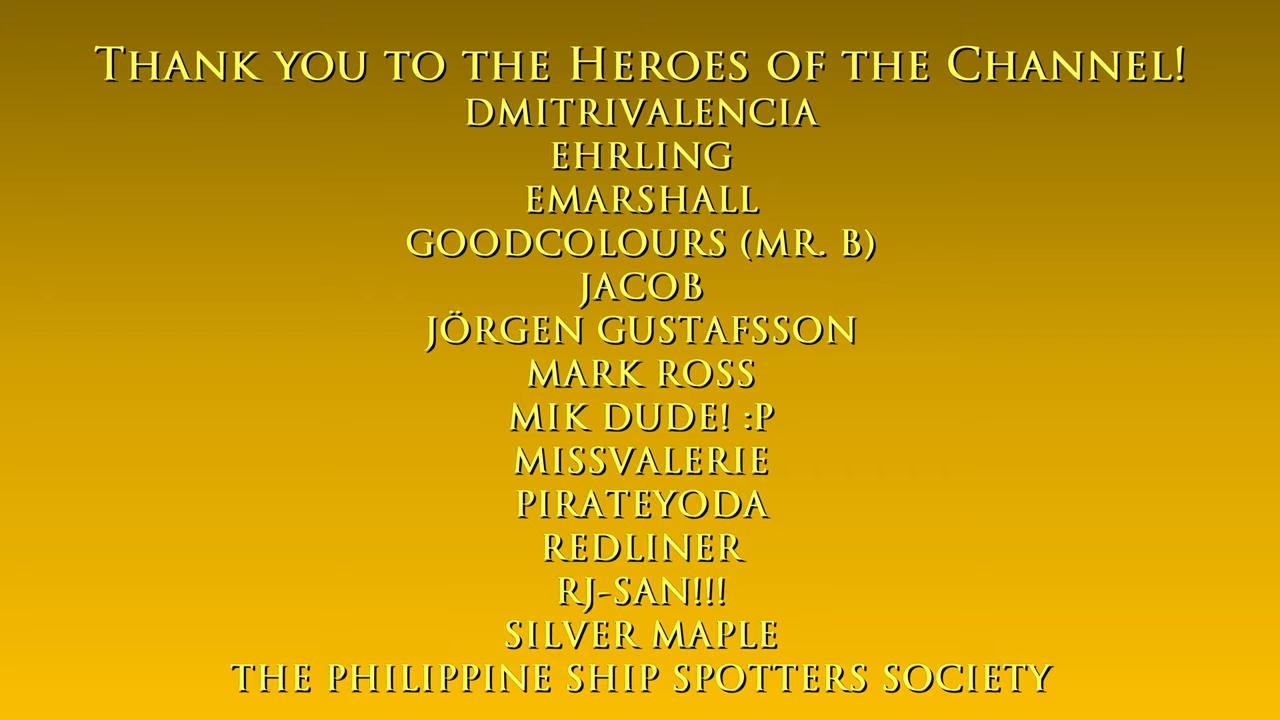 Thank you to the Heroes of the Channel!
DMITRIVALENCIA
EHRLING
EMARSHALL
GOODCOLOURS (MR. B)
JACOB
JÖRGEN GUSTAFSSON
MARK ROSS
MIK DUDE! :P
MISSVALERIE
PIRATEYODA
REDLINER
RJ-SAN!!!
SILVER MAPLE
THE PHILIPPINE SHIP SPOTTERS SOCIETY